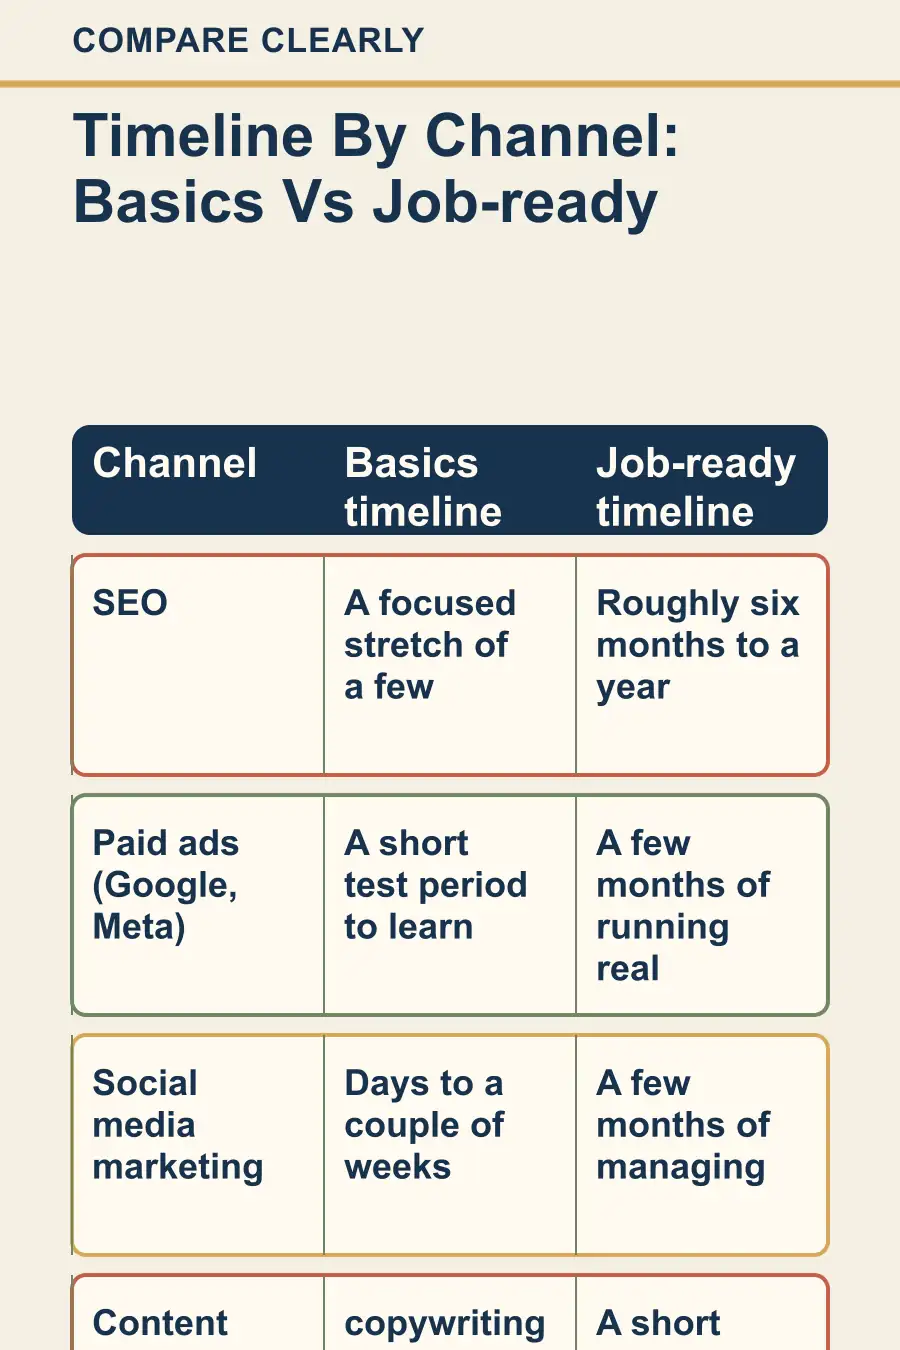 COMPARE CLEARLY
Timeline By Channel:
Basics Vs Job-ready
Channel
Basics
timeline
Job-ready
timeline
SEO
A focused
stretch of
a few
Roughly six
months to a
year
Paid ads
(Google,
Meta)
A short
test period
to learn
A few
months of
running
real
Social
media
marketing
Days to a
couple of
weeks
A few
months of
managing
Content
copywriting
A short